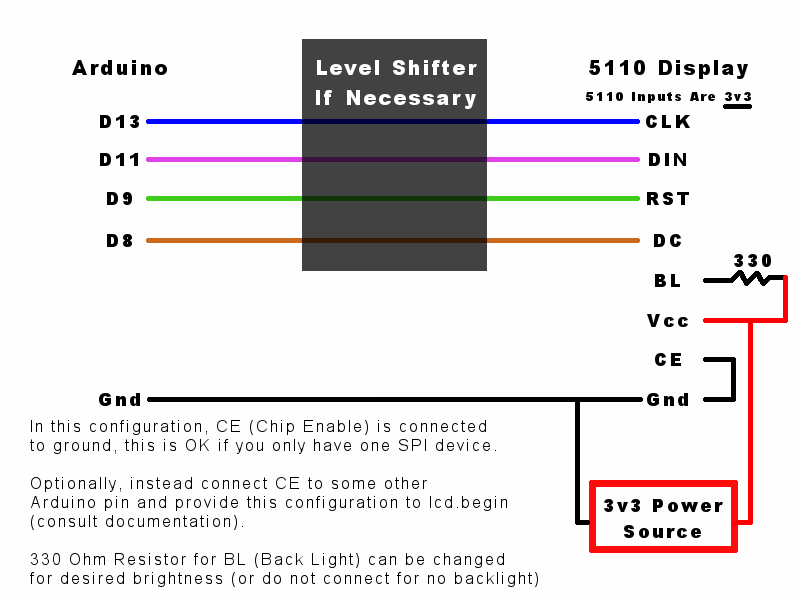 Arduino
Level Shifter
If Necessary
5110 Display
5110 Inputs Are 3v3
D13
CLK
D11
DIN
D9
RST
D8
DC
330
BL
Vcc
CE
Gnd
Gnd
In this configuration, CE (Chip Enable) is connected
to ground, this is OK if you only have one SPI device.
Optionally, instead connect CE to some other
Arduino pin and provide this configuration to lcd.begin
(consult documentation).
330 Ohm Resistor for BL (Back Light) can be changed
for desired brightness (or do not connect for no backlight)
3v3 Power
Source